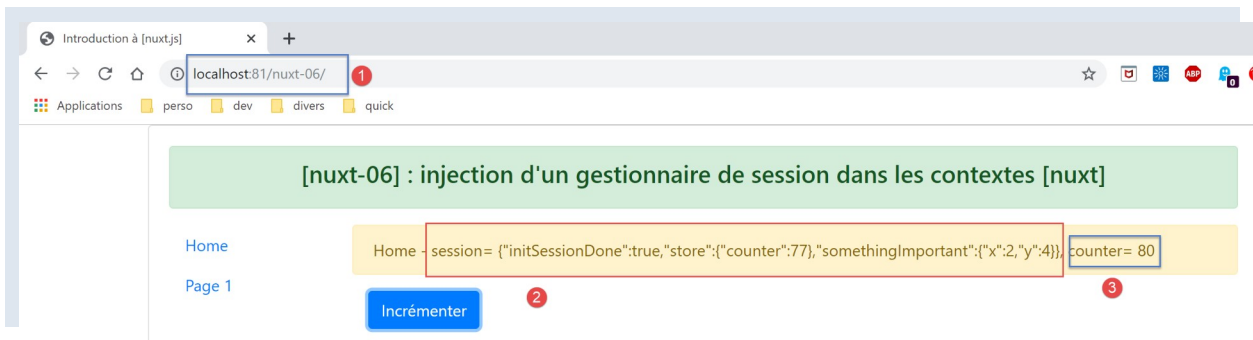 Introduction à [nuxt.js] × +
localhost:81/nuxt-06/ 1 ABP 0
Applications perso dev divers quick
[nuxt-06] : injection d'un gestionnaire de session dans les contextes [nuxt]
Home Home - session= {"initSessionDone":true,"store":{"counter":77},"somethingImportant":{"x":2,"y":4}}, counter= 80
Page 1 2 3
Incrémenter